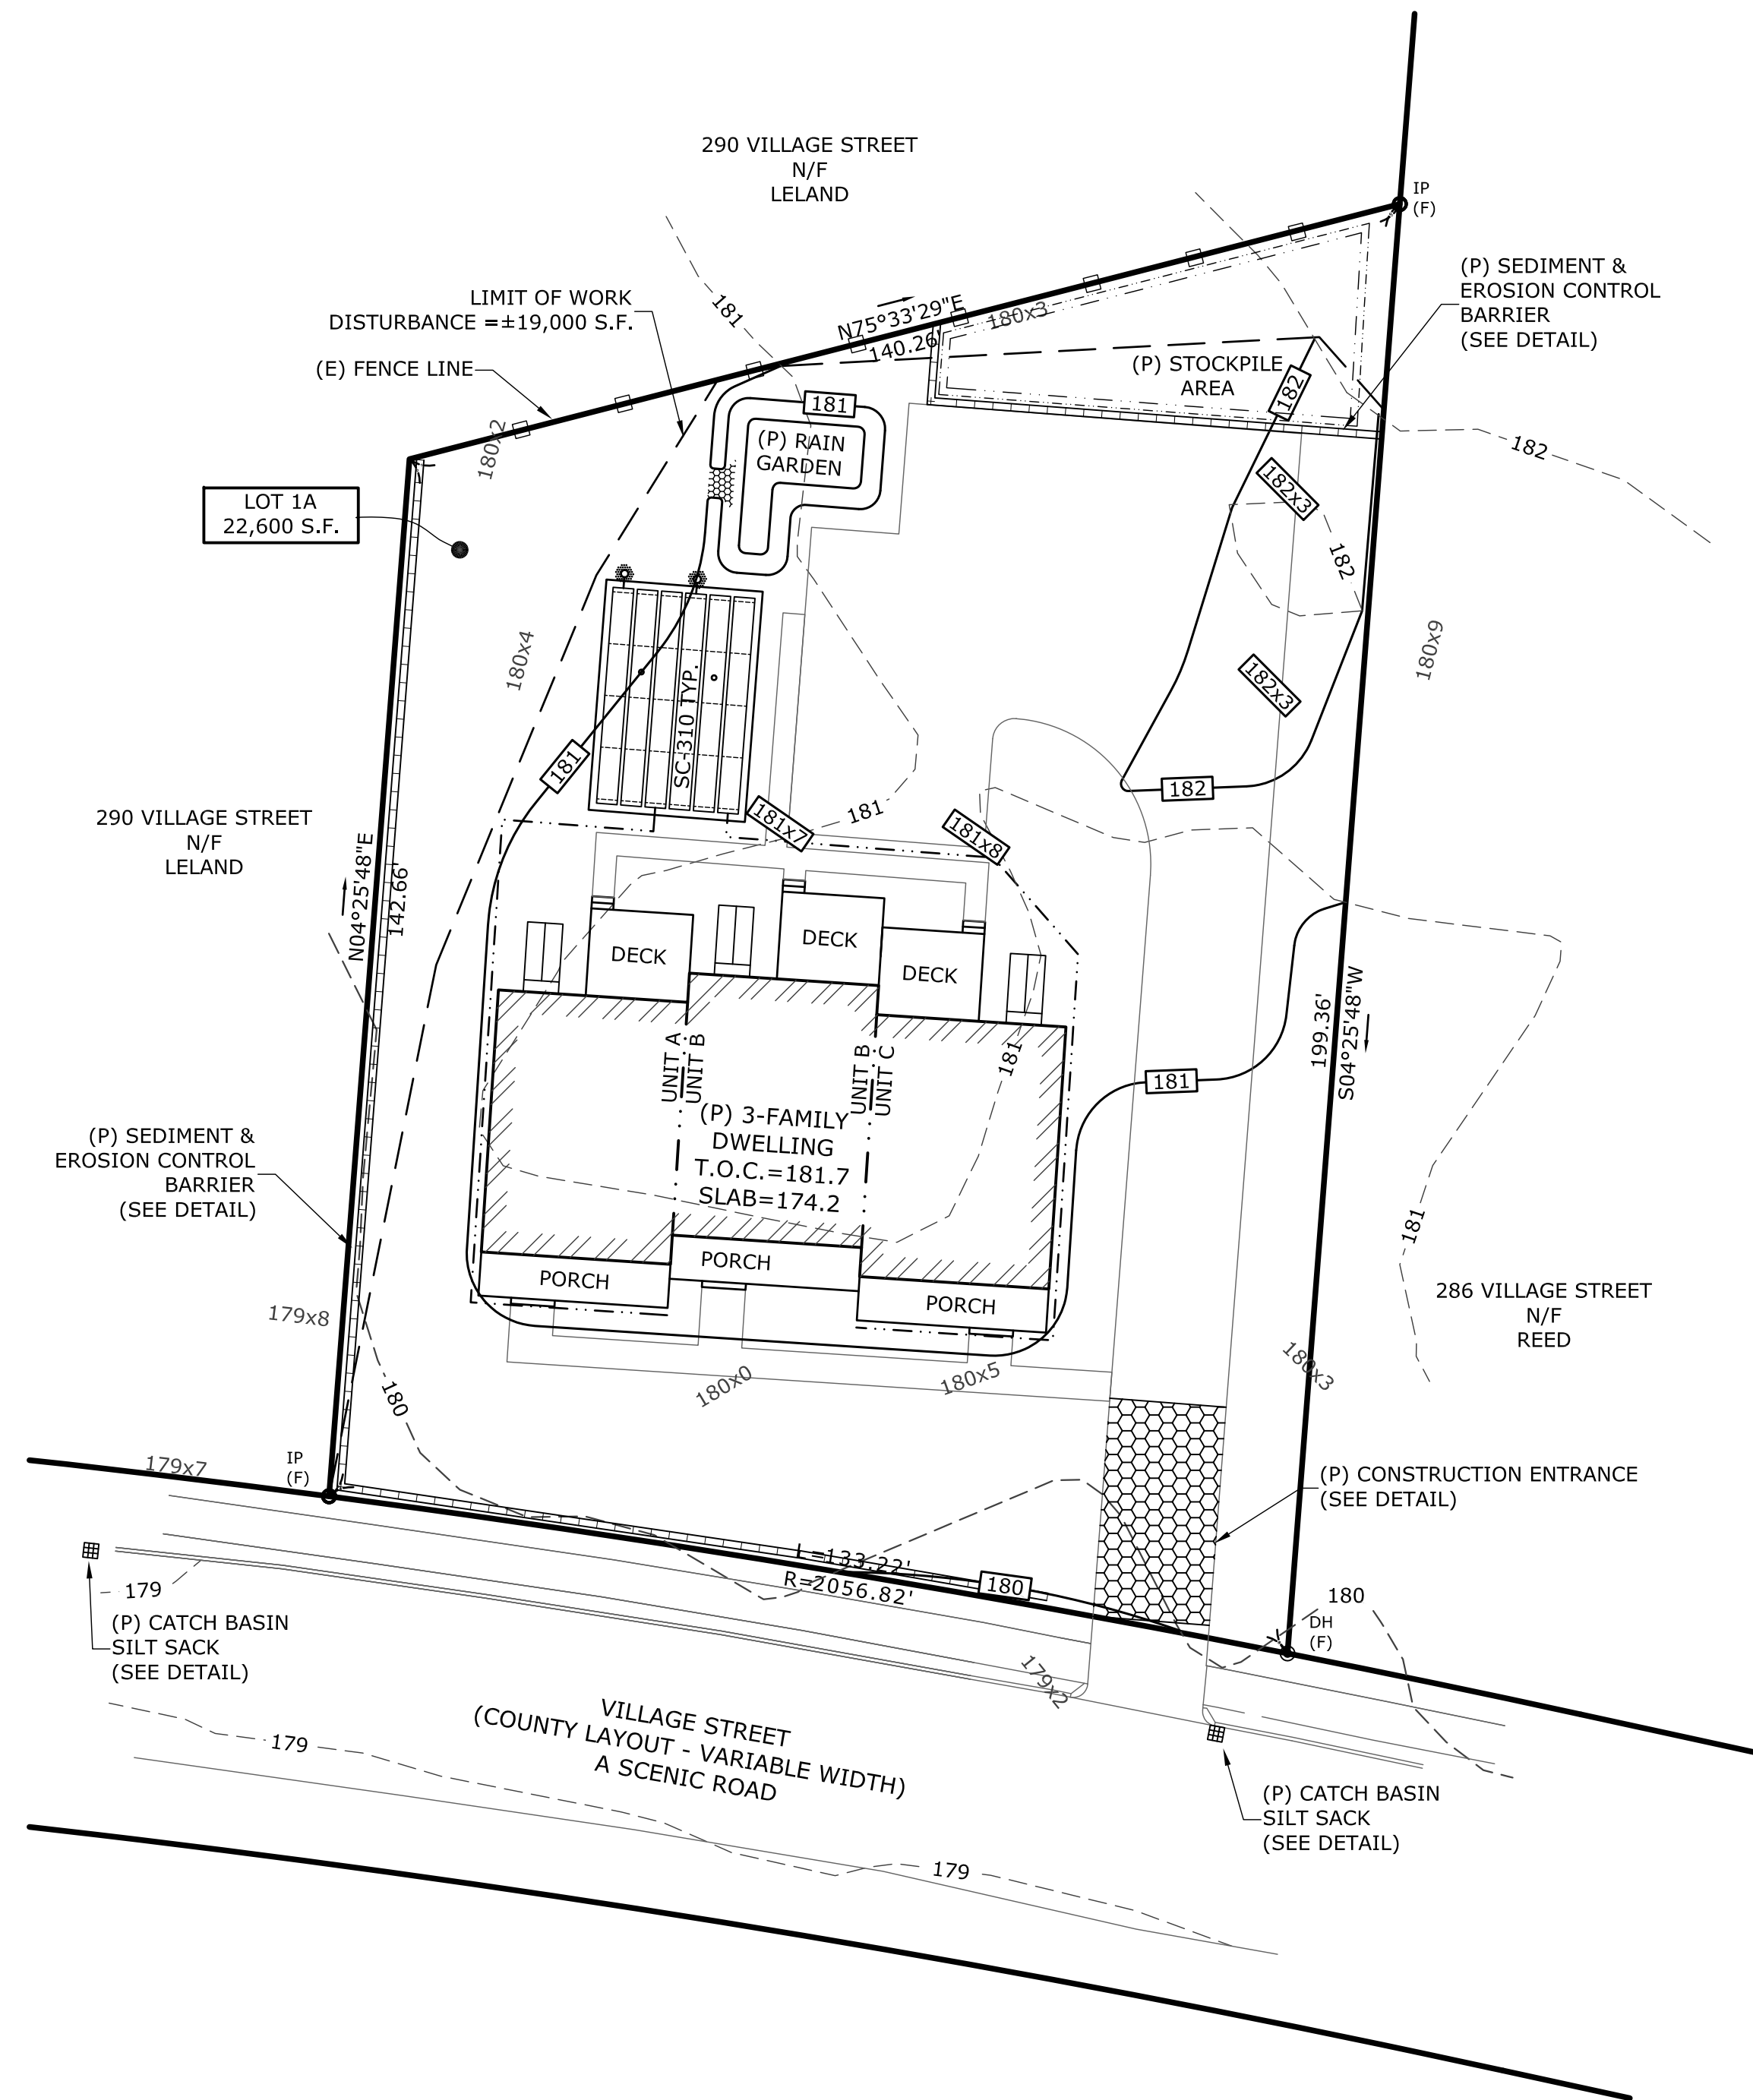 290 VILLAGE STREET
N/F
LELAND
IP
(F)
(P) SEDIMENT &
EROSION CONTROL
BARRIER
(SEE DETAIL)
LIMIT OF WORK
DISTURBANCE =±19,000 S.F.
(E) FENCE LINE
181
N75°33'29"E
140.26'
180x3
(P) STOCKPILE
AREA
182
181
(P) RAIN
GARDEN
180x2
182
LOT 1A
22,600 S.F.
182x3
182
180x4
180x9
182x3
SC-310 TYP.
181
182
181x7
181
181x8
290 VILLAGE STREET
N/F
LELAND
N04°25'48"E
142.66'
DECK
DECK
DECK
199.36'
S04°25'48"W
UNIT A
UNIT B
UNIT B
UNIT C
181
181
(P) 3-FAMILY
DWELLING
T.O.C.=181.7
SLAB=174.2
(P) SEDIMENT &
EROSION CONTROL
BARRIER
(SEE DETAIL)
181
PORCH
PORCH
PORCH
286 VILLAGE STREET
N/F
REED
179x8
180x3
180x0
180x5
180
IP
(F)
179x7
(P) CONSTRUCTION ENTRANCE
(SEE DETAIL)
L=133.22'
R=2056.82'
180
179
180
DH
(F)
(P) CATCH BASIN
SILT SACK
(SEE DETAIL)
179x2
VILLAGE STREET
(COUNTY LAYOUT - VARIABLE WIDTH)
A SCENIC ROAD
179
(P) CATCH BASIN
SILT SACK
(SEE DETAIL)
179